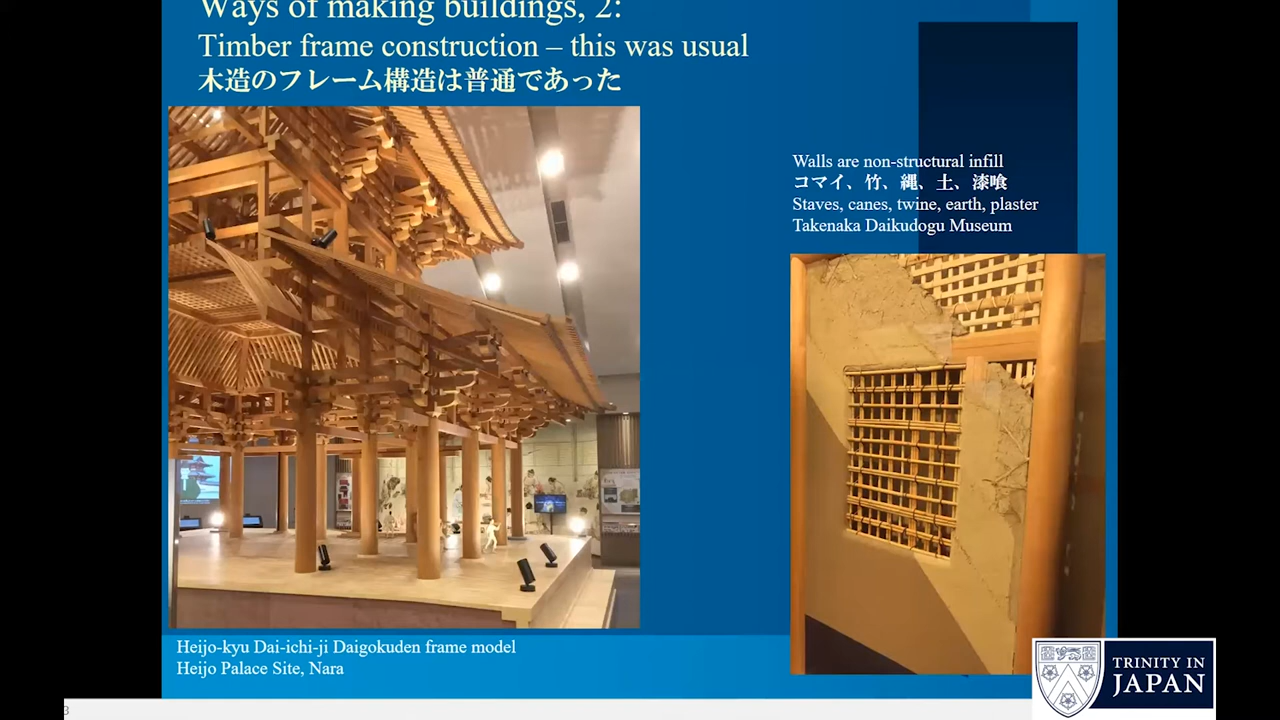 Ways of making buildings, 2:
Timber frame construction – this was usual
木造のフレーム構造は普通であった
Walls are non-structural infill
コマイ、竹、縄、土、漆喰
Staves, canes, twine, earth, plaster
Takenaka Daikudogu Museum
Heijo-kyu Dai-ichi-ji Daigokuden frame model
Heijo Palace Site, Nara
TRINITY IN
JAPAN
3